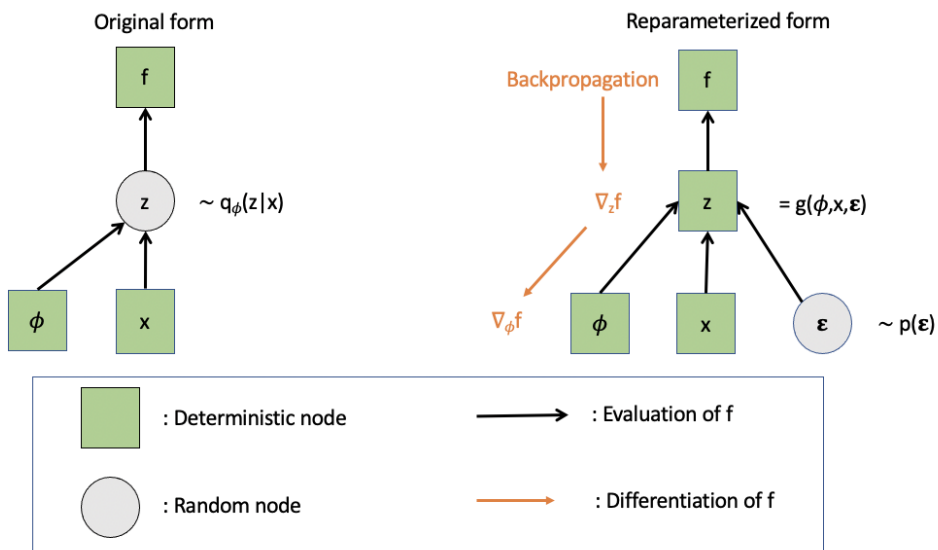 Original form
f
z
~ qϕ(z|x)
ϕ
x
Reparameterized form
Backpropagation
f
∇zf
z
= g(ϕ,x,ε)
∇ϕf
ϕ
x
ε
~ p(ε)
: Deterministic node
: Evaluation of f
: Random node
: Differentiation of f